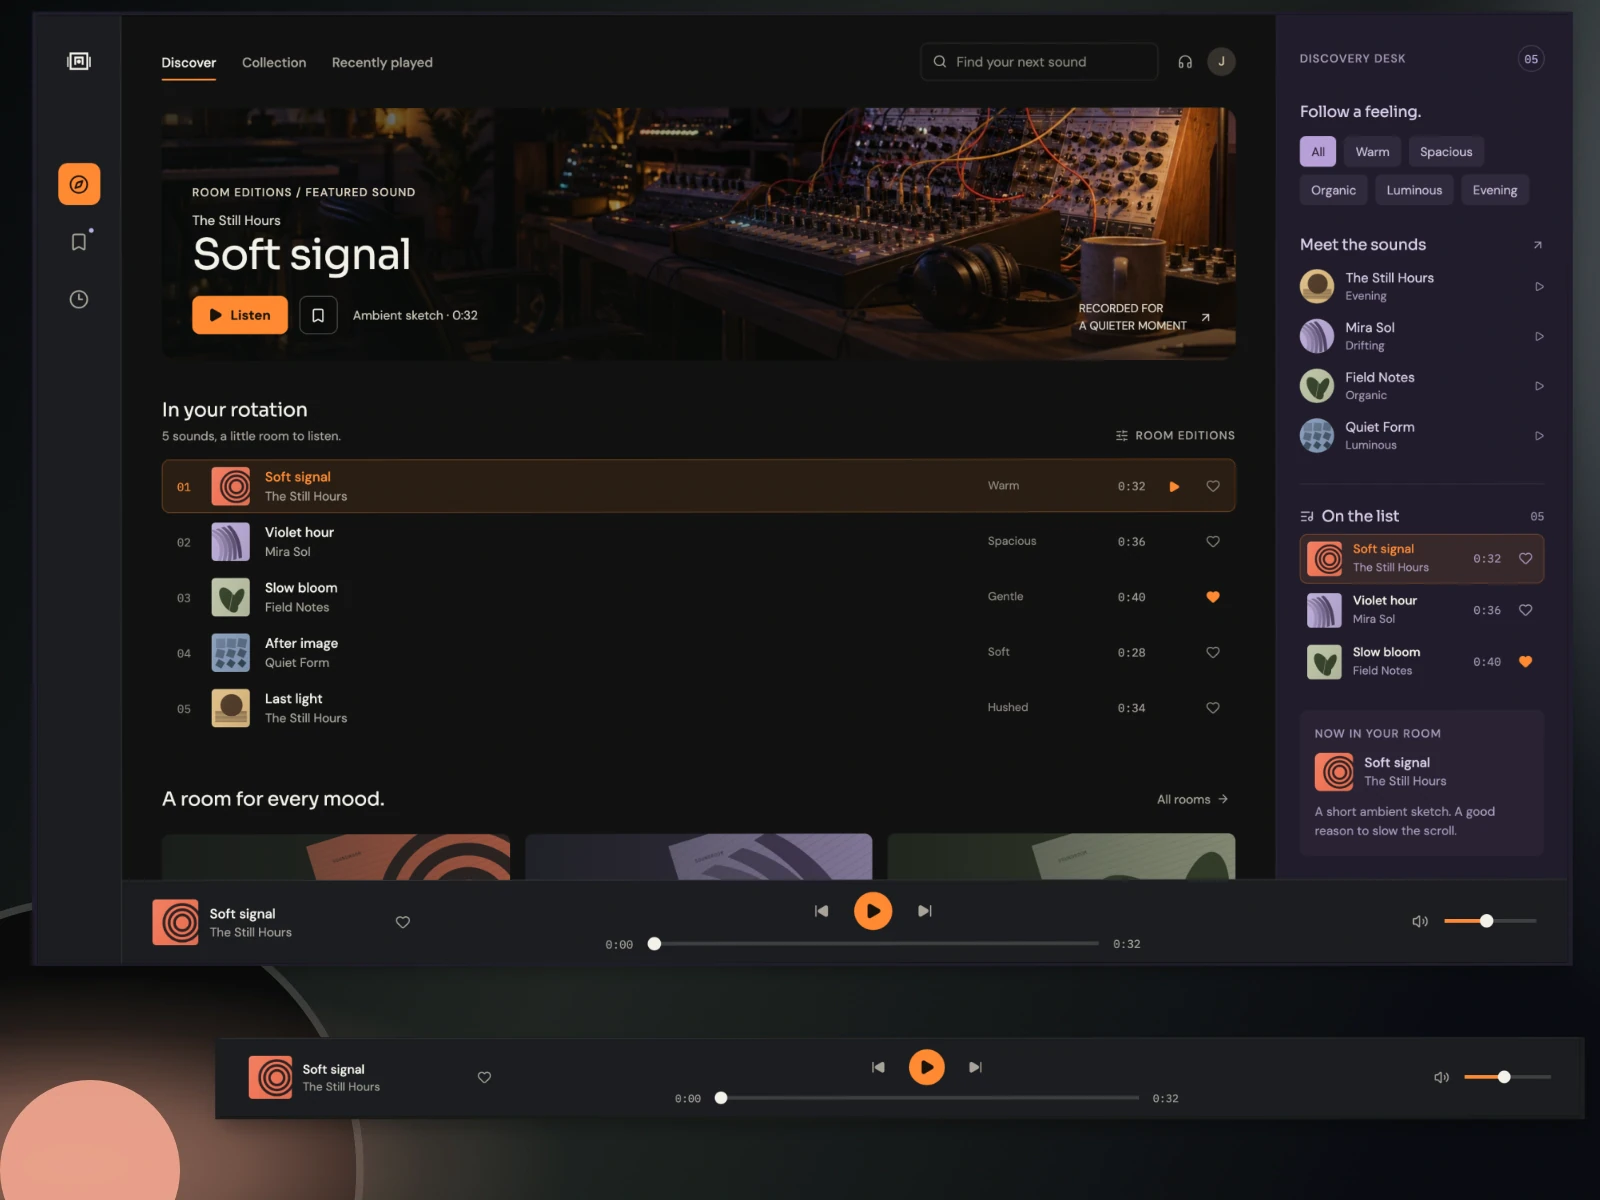 Discover
Collection
Recently played
Find your next sound
J
ROOM EDITIONS / FEATURED SOUND
The Still Hours
Soft signal
Listen
Ambient sketch · 0:32
RECORDED FOR
A QUIETER MOMENT
In your rotation
5 sounds, a little room to listen.
ROOM EDITIONS
01
Soft signal
The Still Hours
Warm
0:32
02
Violet hour
Mira Sol
Spacious
0:36
03
Slow bloom
Field Notes
Gentle
0:40
04
After image
Quiet Form
Soft
0:28
05
Last light
The Still Hours
Hushed
0:34
A room for every mood.
All rooms
DISCOVERY DESK
05
Follow a feeling.
All
Warm
Spacious
Organic
Luminous
Evening
Meet the sounds
The Still Hours
Evening
Mira Sol
Drifting
Field Notes
Organic
Quiet Form
Luminous
On the list
05
Soft signal
The Still Hours
0:32
Violet hour
Mira Sol
0:36
Slow bloom
Field Notes
0:40
NOW IN YOUR ROOM
Soft signal
The Still Hours
A short ambient sketch. A good
reason to slow the scroll.
Soft signal
The Still Hours
0:00
0:32
Soft signal
The Still Hours
0:00
0:32